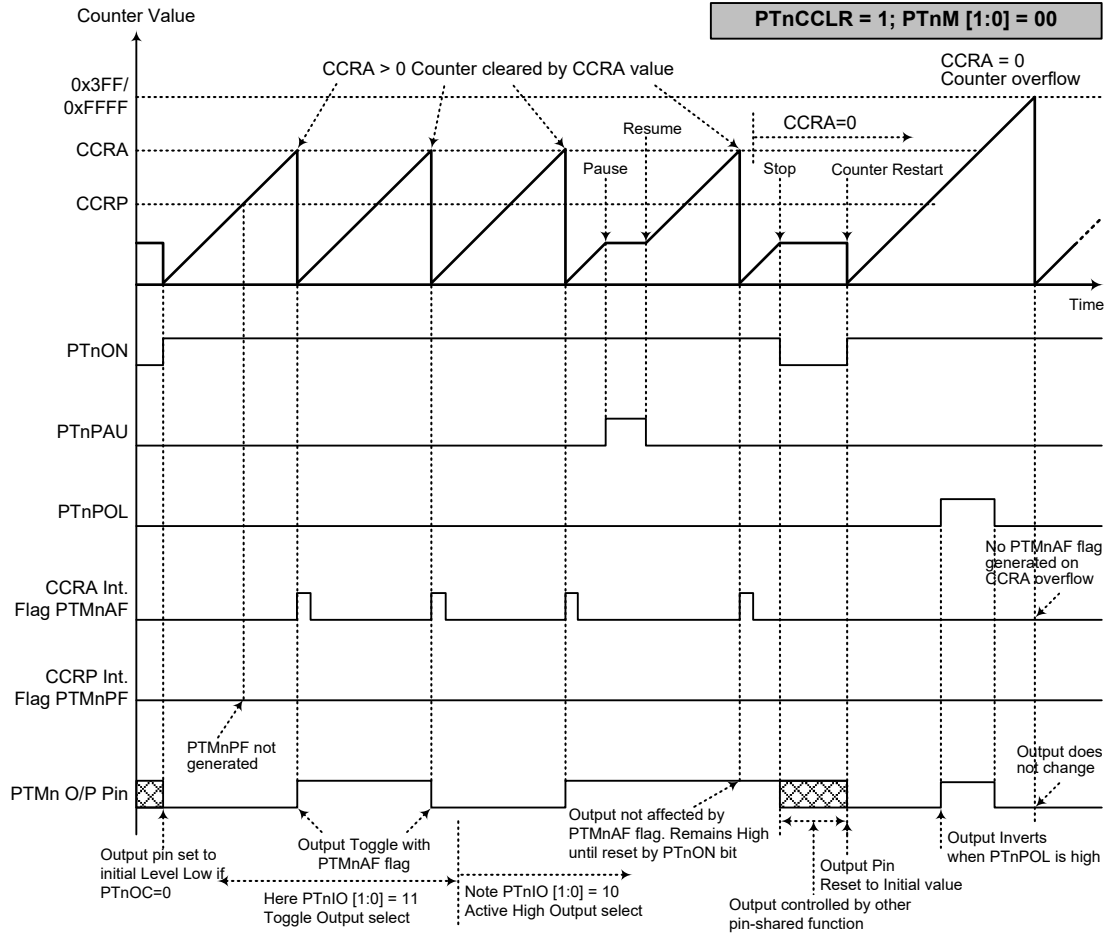 Counter Value
PTnCCLR = 1; PTnM [1:0] = 00
0x3FF/
0xFFFF
CCRA > 0 Counter cleared by CCRA value
CCRA = 0
Counter overflow
CCRA
CCRP
Pause
Resume
CCRA=0
Stop
Counter Restart
Time
PTnON
PTnPAU
PTnPOL
CCRA Int.
Flag PTMnAF
No PTMnAF flag
generated on
CCRA overflow
CCRP Int.
Flag PTMnPF
PTMnPF not
generated
PTMn O/P Pin
Output does
not change
Output pin set to
initial Level Low if
PTnOC=0
Output Toggle with
PTMnAF flag
Here PTnIO [1:0] = 11
Toggle Output select
Output not affected by
PTMnAF flag. Remains High
until reset by PTnON bit
Note PTnIO [1:0] = 10
Active High Output select
Output Pin
Reset to Initial value
Output controlled by other
pin-shared function
Output Inverts
when PTnPOL is high